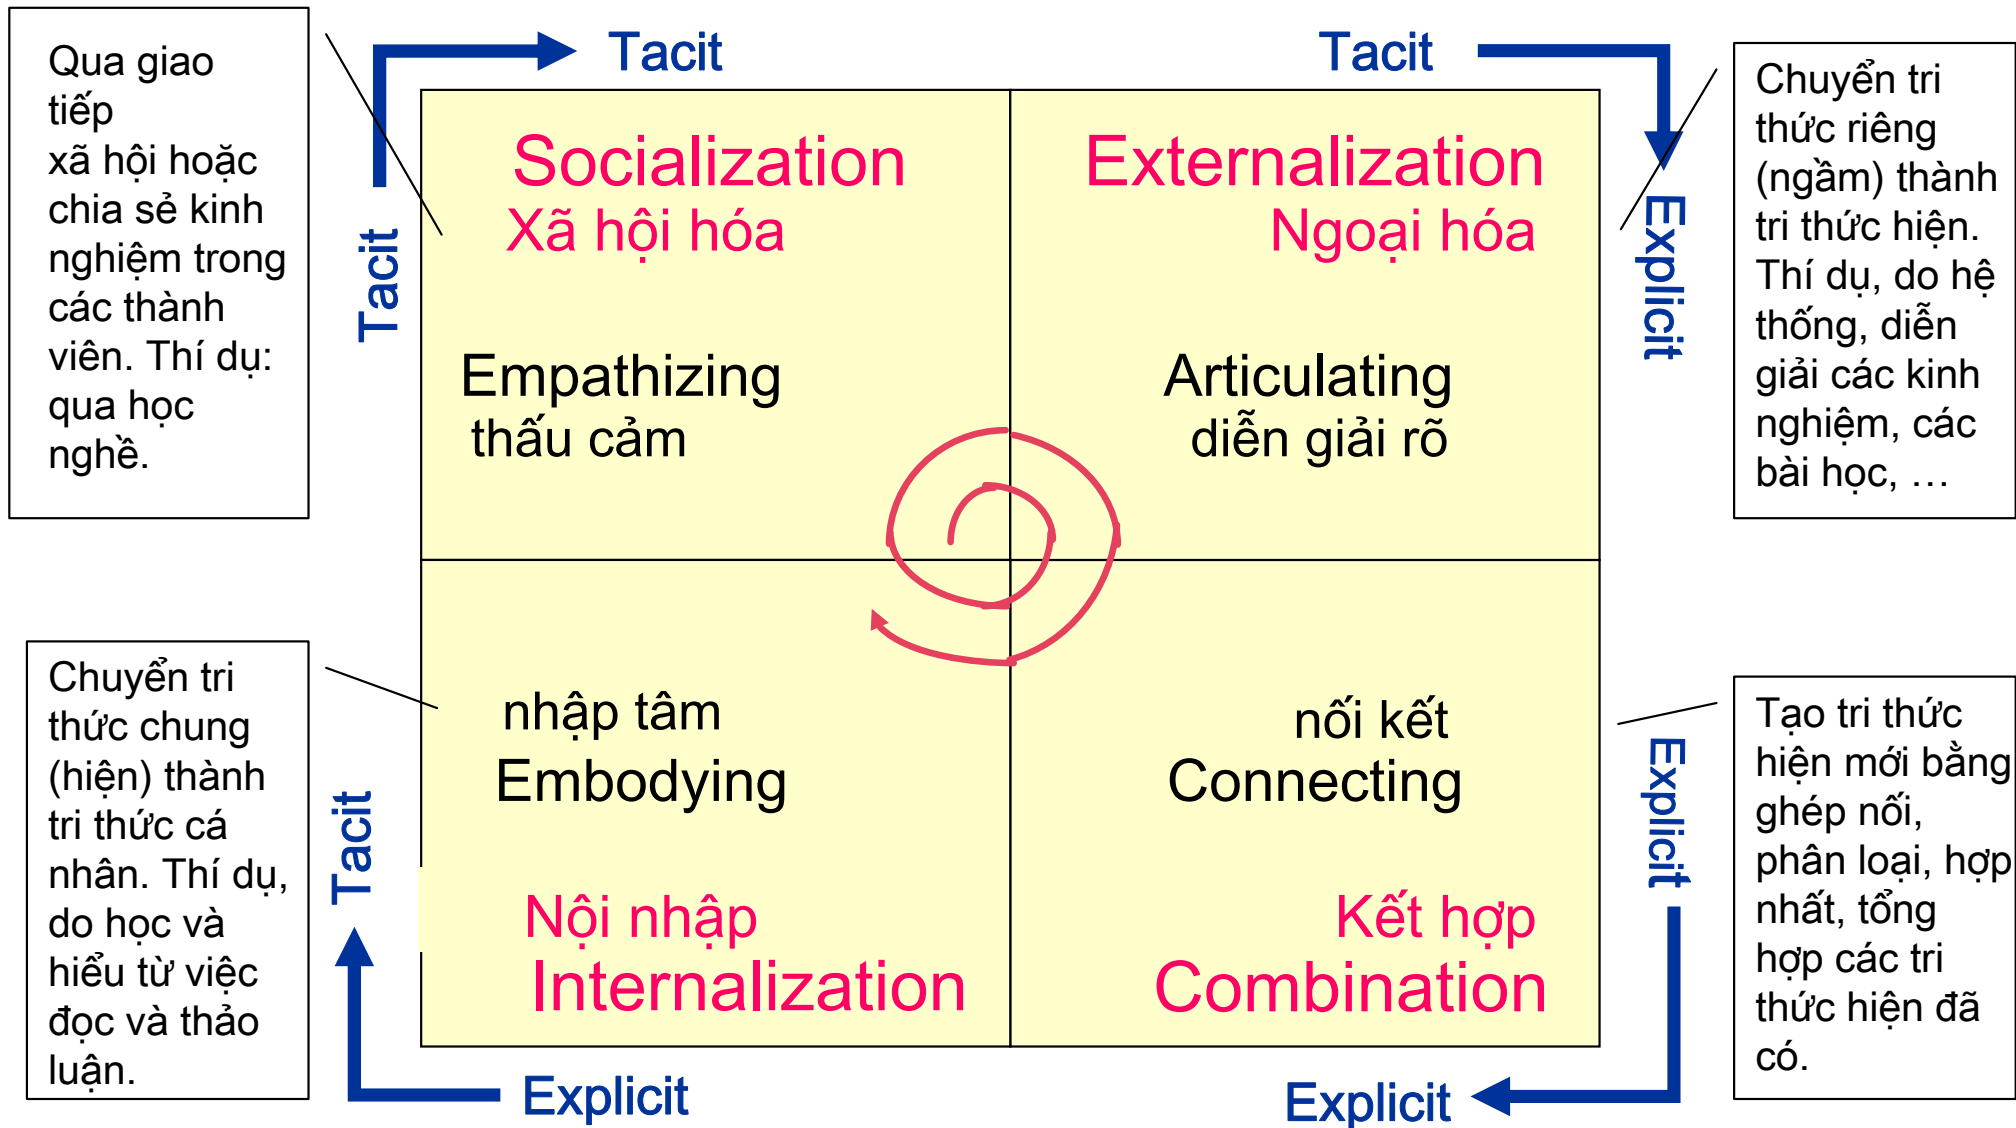 Qua giao
tiếp
xã hội hoặc
chia sẻ kinh
nghiệm trong
các thành
viên. Thí dụ:
qua học
nghề.
Tacit
Tacit
Tacit
Socialization
Xã hội hóa
Empathizing
thấu cảm
Externalization
Ngoại hóa
Articulating
diễn giải rõ
Explicit
Chuyển tri
thức riêng
(ngầm) thành
tri thức hiện.
Thí dụ, do hệ
thống, diễn
giải các kinh
nghiệm, các
bài học, …
Chuyển tri
thức chung
(hiện) thành
tri thức cá
nhân. Thí dụ,
do học và
hiểu từ việc
đọc và thảo
luận.
Tacit
nhập tâm
Embodying
Nội nhập
Internalization
Explicit
nối kết
Connecting
Kết hợp
Combination
Explicit
Explicit
Tạo tri thức
hiện mới bằng
ghép nối,
phân loại, hợp
nhất, tổng
hợp các tri
thức hiện đã
có.